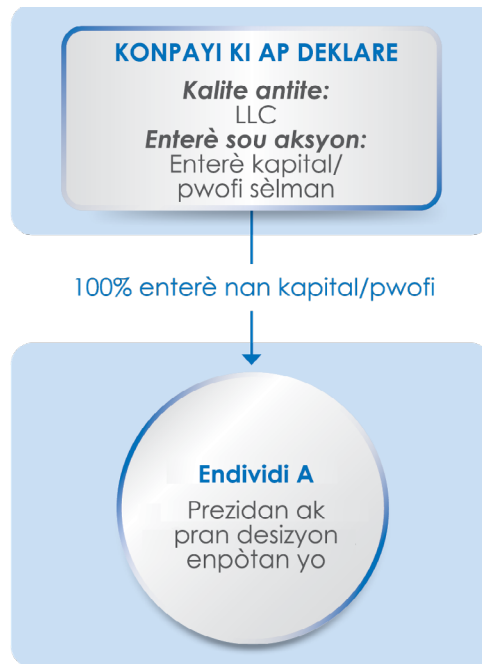 KONPAYI KI AP DEKLARE
Kalite antite:
LLC
Enterè sou aksyon:
Enterè kapital/
pwofi sèlman
100% enterè nan kapital/pwofi
Endividi A
Prezidan ak
pran desizyon
enpòtan yo